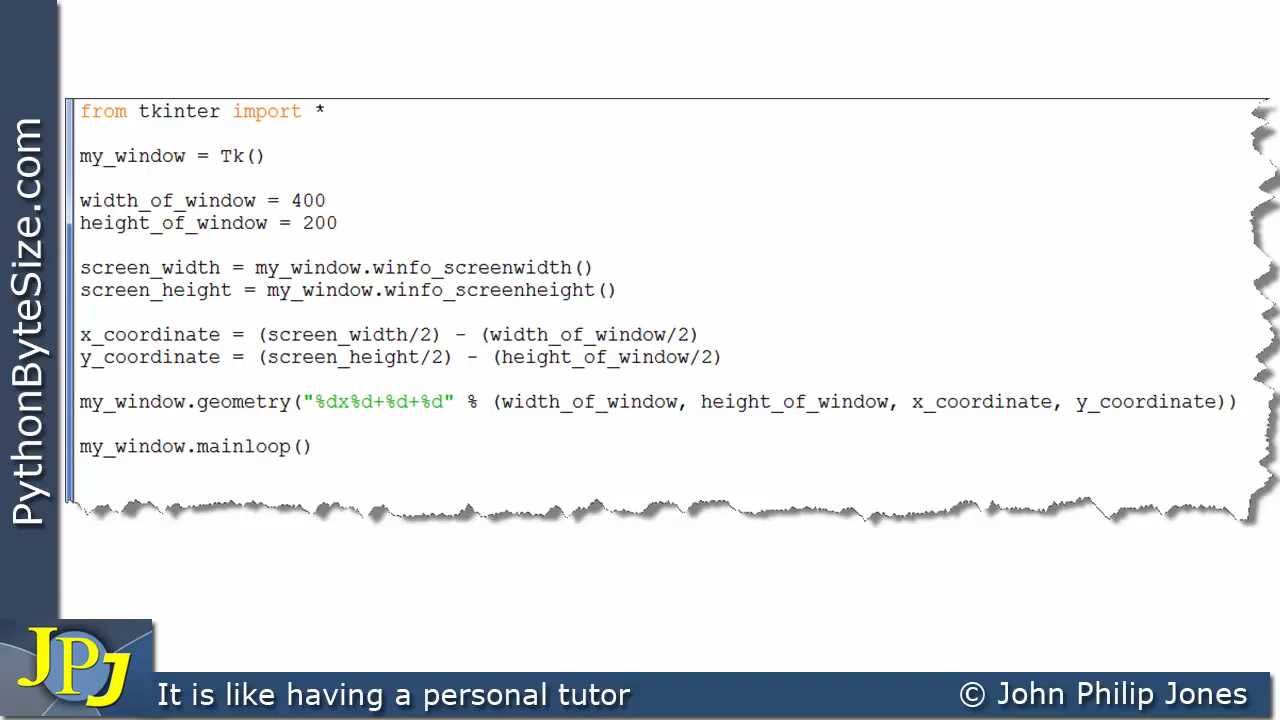 PythonByteSize.com
from tkinter import *
my_window = Tk()
width_of_window = 400
height_of_window = 200
screen_width = my_window.winfo_screenwidth()
screen_height = my_window.winfo_screenheight()
x_coordinate = (screen_width/2) - (width_of_window/2)
y_coordinate = (screen_height/2) - (height_of_window/2)
my_window.geometry("%dx%d+%d+%d" % (width_of_window, height_of_window, x_coordinate, y_coordinate))
my_window.mainloop()
JPJ
It is like having a personal tutor
© John Philip Jones